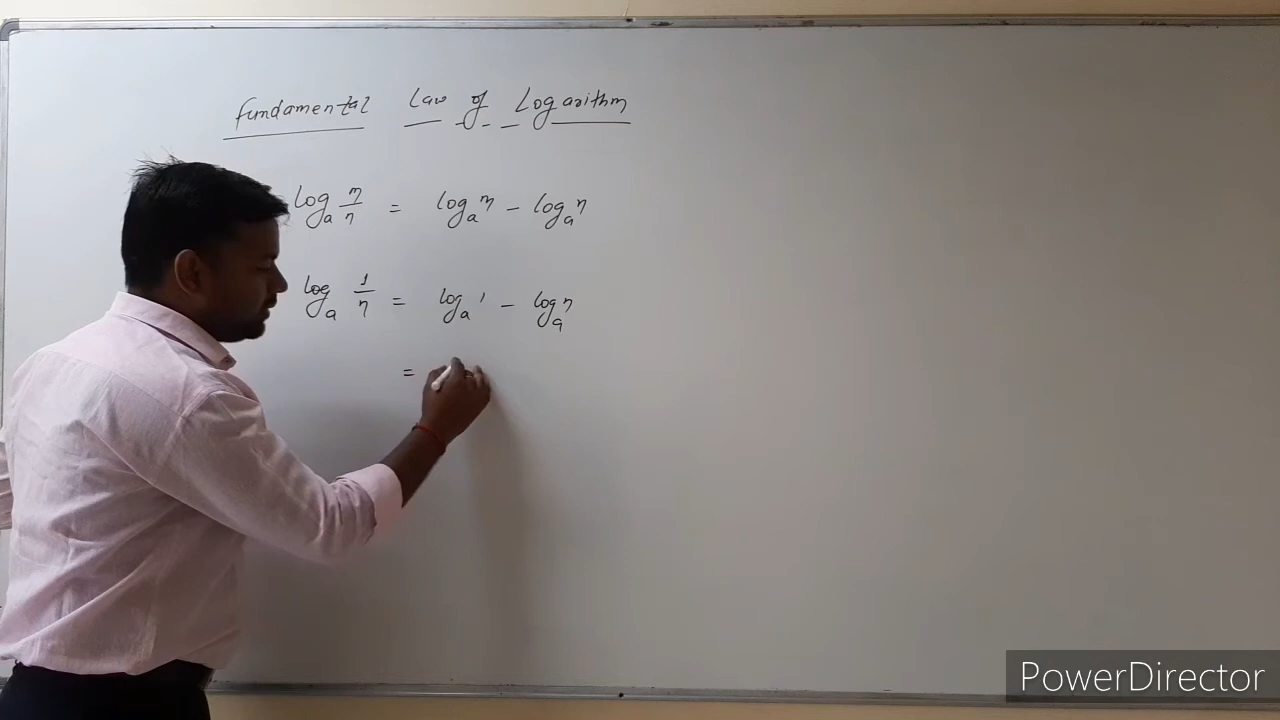 Fundamental Law of Logarithm
log_a m/n = log_a m - log_a n
log_a 1/n = log_a 1 - log_a n
=
PowerDirector